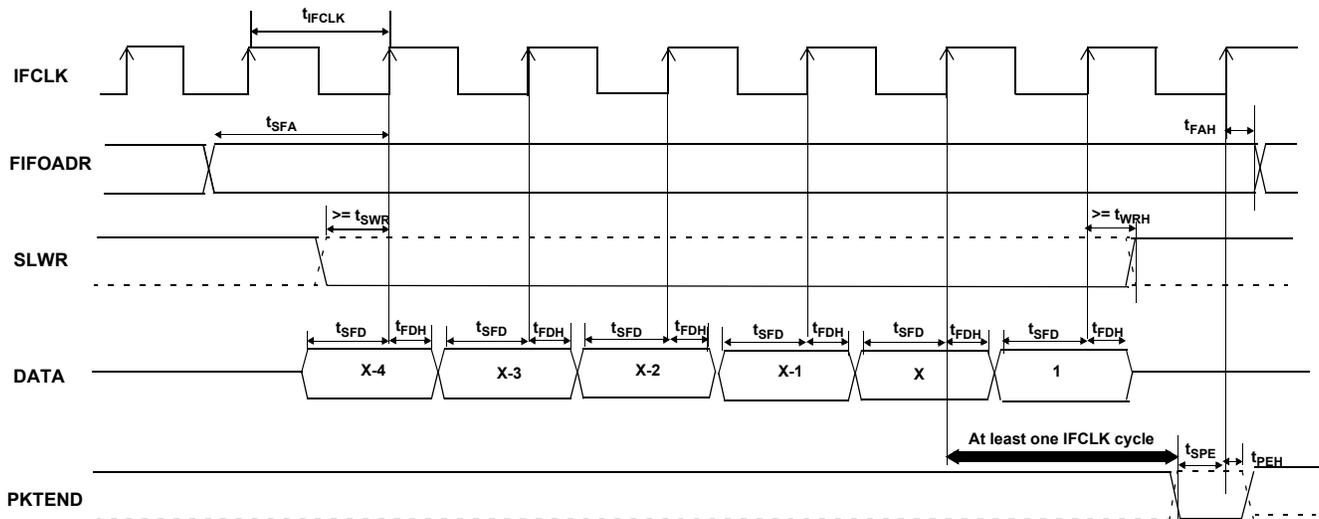 tIFCLK
IFCLK
tSFA
tFAH
FIFOADR
>= tSWR
>= tWRH
SLWR
tSFD tFDH tSFD tFDH tSFD tFDH tSFD tFDH tSFD tFDH tSFD tFDH
DATA X-4 X-3 X-2 X-1 X 1
At least one IFCLK cycle
tSPE tPEH
PKTEND